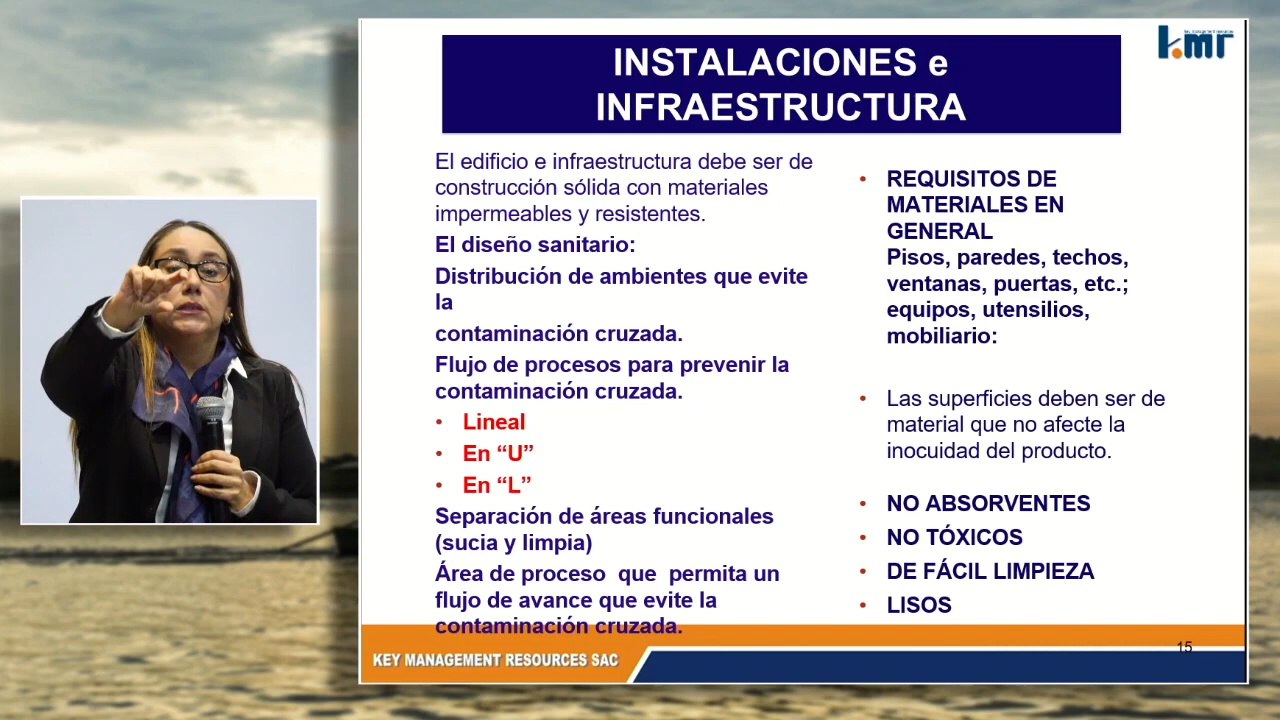 INSTALACIONES e
INFRAESTRUCTURA
kmr
El edificio e infraestructura debe ser de
construcción sólida con materiales
impermeables y resistentes.
El diseño sanitario:
Distribución de ambientes que evite
la
contaminación cruzada.
Flujo de procesos para prevenir la
contaminación cruzada.
• Lineal
• En “U”
• En “L”
Separación de áreas funcionales
(sucia y limpia)
Área de proceso que permita un
flujo de avance que evite la
contaminación cruzada.
• REQUISITOS DE
MATERIALES EN
GENERAL
Pisos, paredes, techos,
ventanas, puertas, etc.;
equipos, utensilios,
mobiliario:
• Las superficies deben ser de
material que no afecte la
inocuidad del producto.
• NO ABSORVENTES
• NO TÓXICOS
• DE FÁCIL LIMPIEZA
• LISOS
KEY MANAGEMENT RESOURCES SAC
15